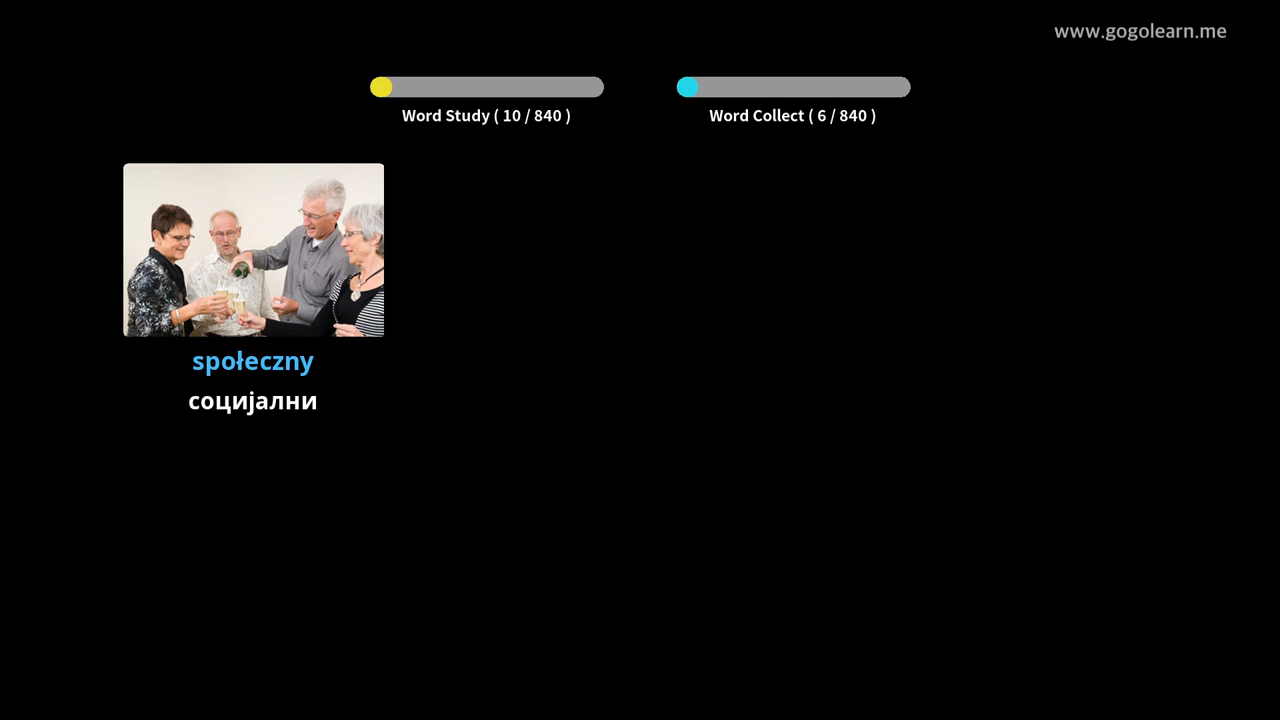 www.gogolearn.me
Word Study ( 10 / 840 )
Word Collect ( 6 / 840 )
społeczny
социјални